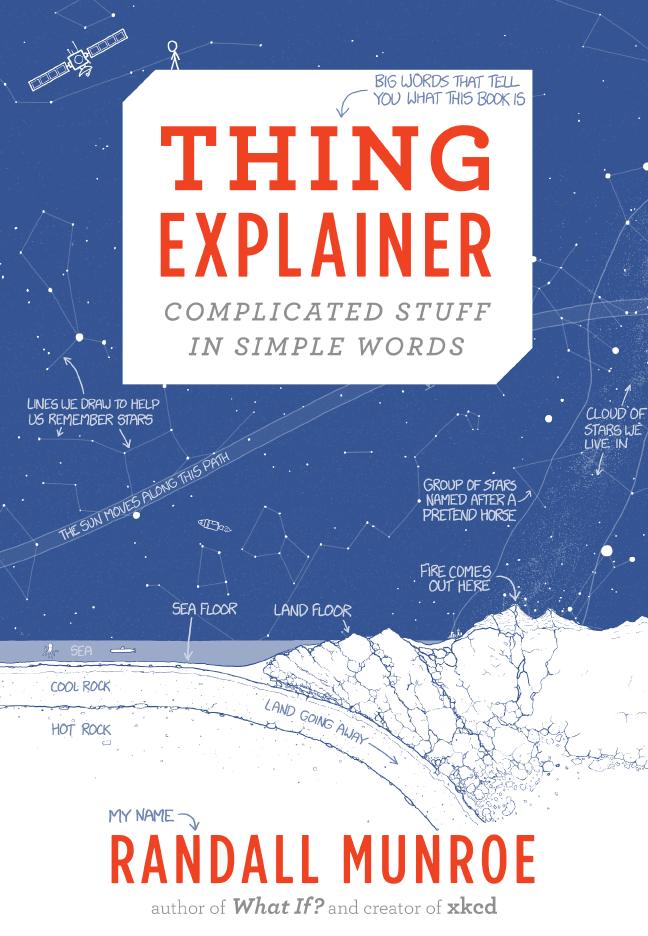 BIG WORDS THAT TELL
YOU WHAT THIS BOOK IS
THING
EXPLAINER
COMPLICATED STUFF
IN SIMPLE WORDS
LINES WE DRAW TO HELP
US REMEMBER STARS
CLOUD OF
STARS WE
LIVE IN
THE SUN MOVES ALONG THIS PATH
GROUP OF STARS
NAMED AFTER A
PRETEND HORSE
FIRE COMES
OUT HERE
SEA FLOOR
LAND FLOOR
SEA
COOL ROCK
LAND GOING AWAY
HOT ROCK
MY NAME
RANDALL MUNROE
author of What If? and creator of xkcd